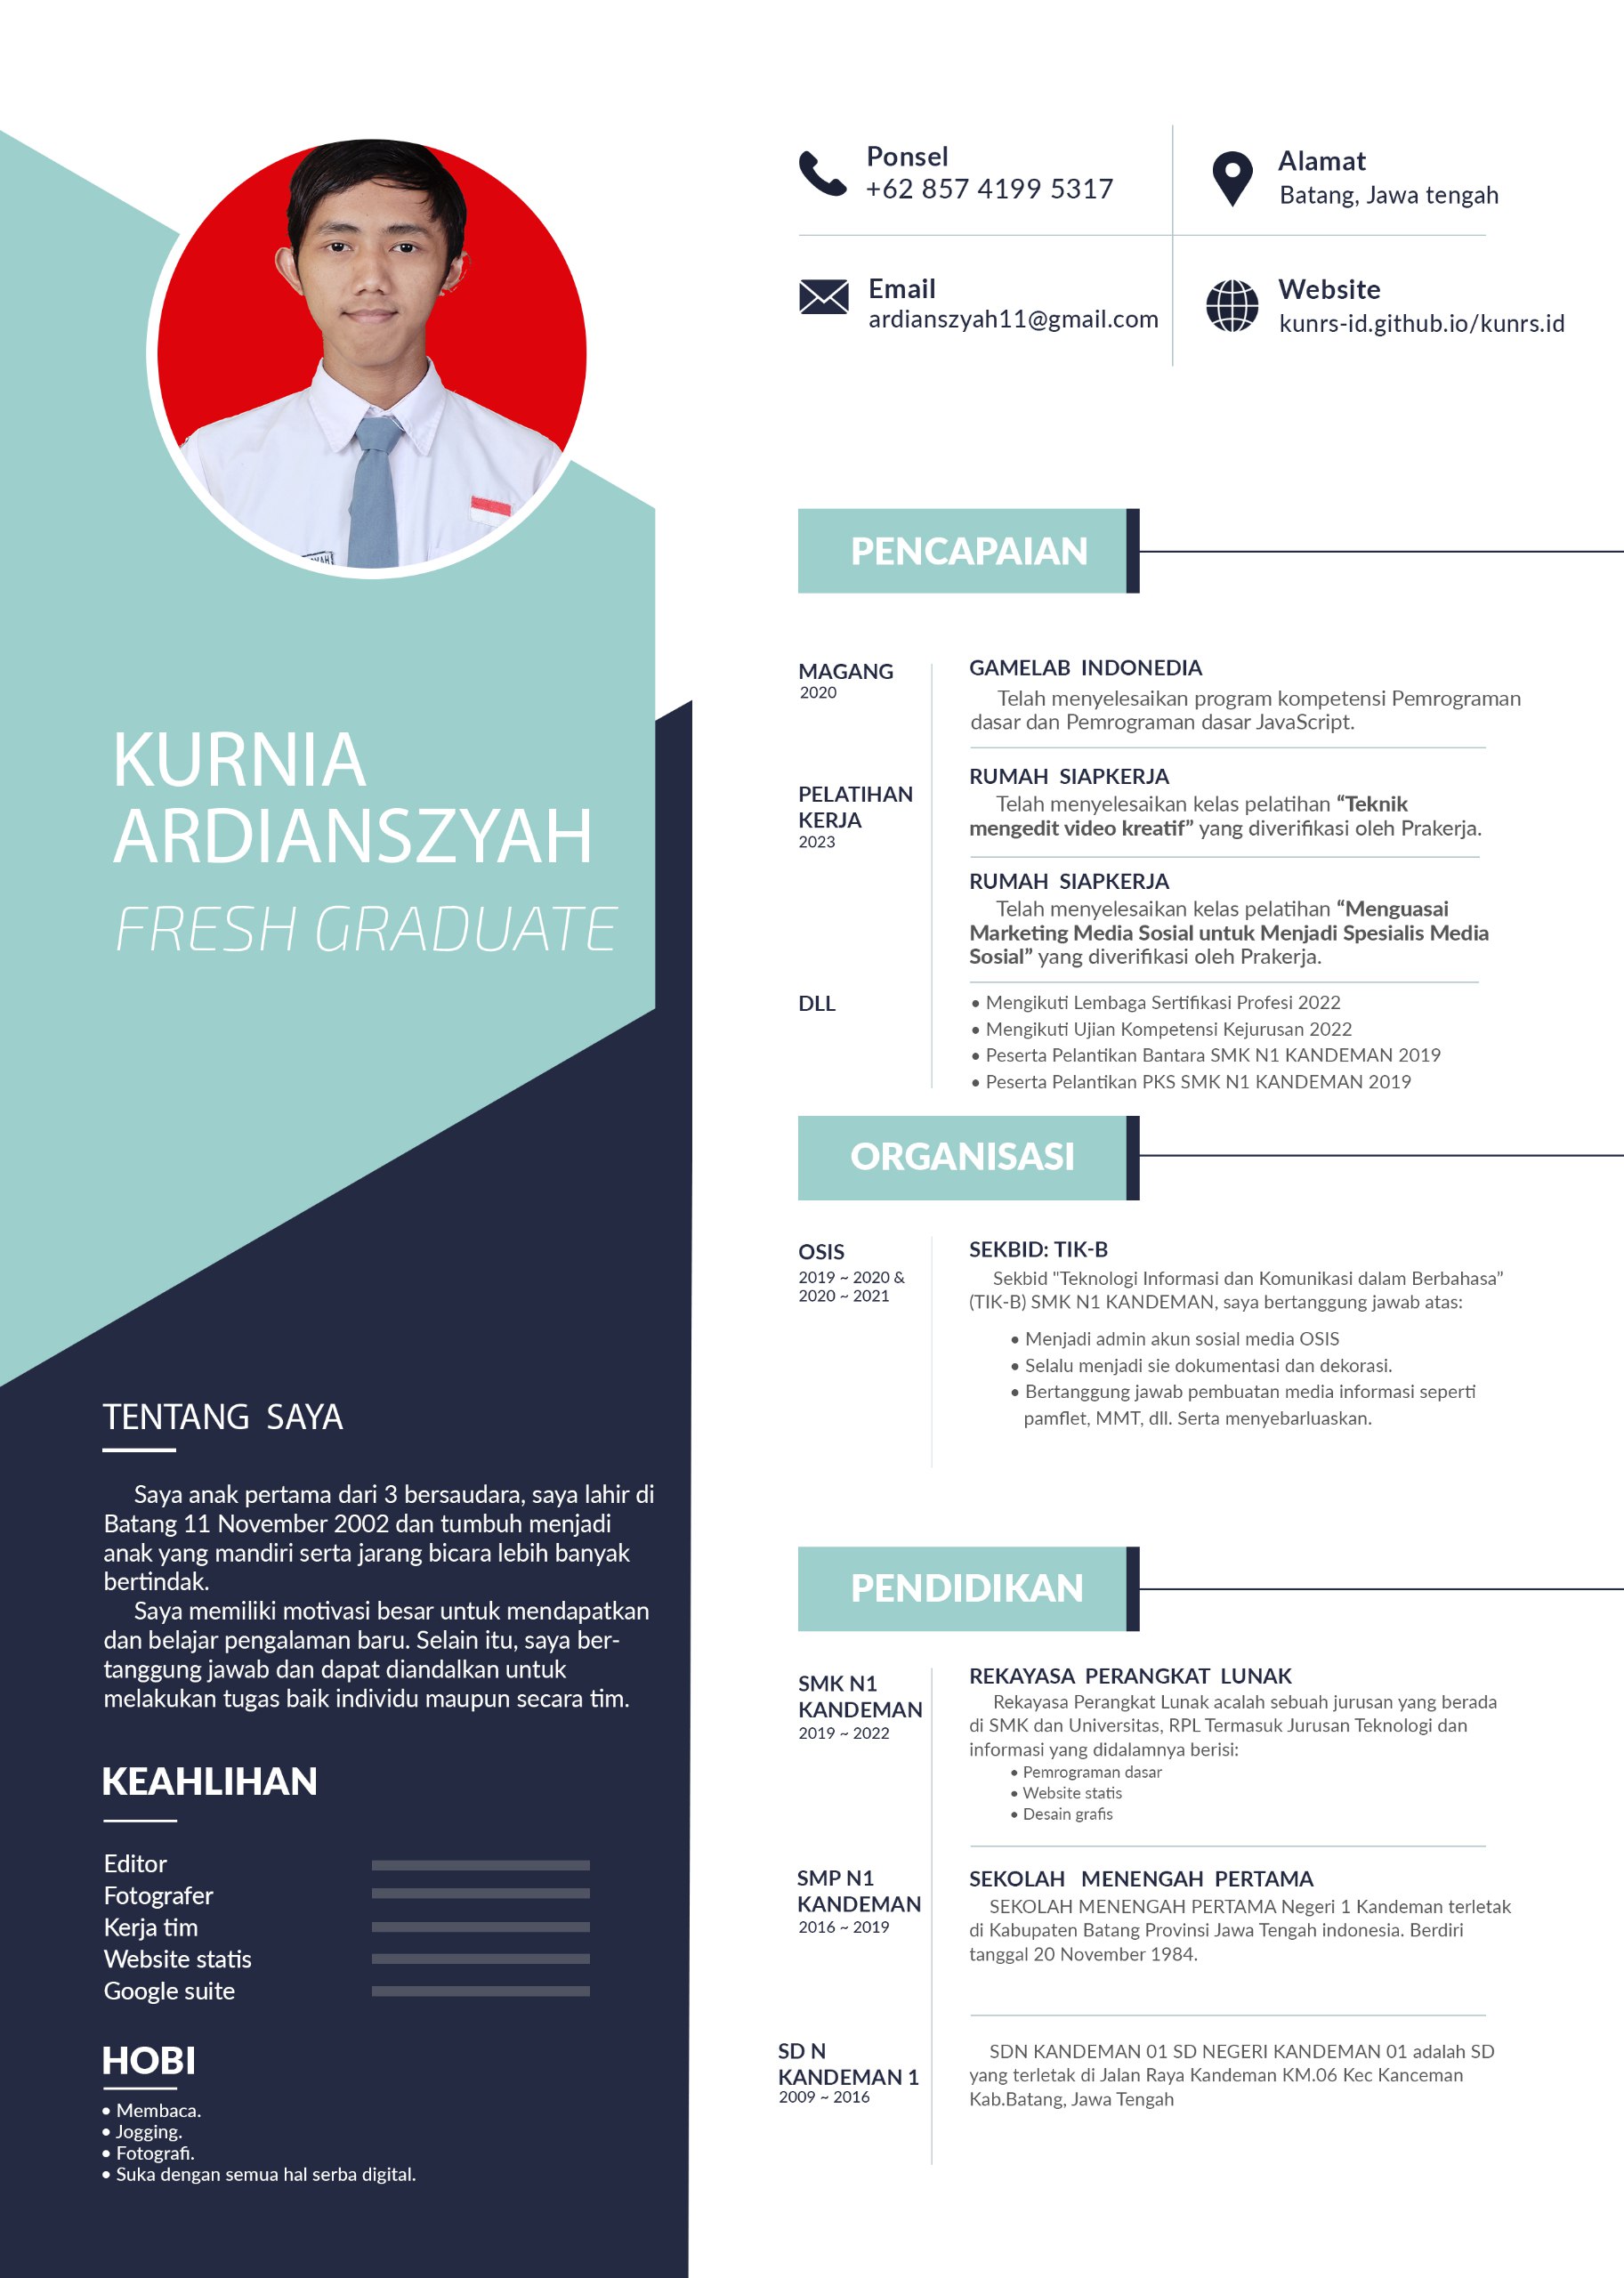 Ponsel
+62 857 4199 5317
Alamat
Batang, Jawa tengah
Email
ardianszyah11@gmail.com
Website
kunrs-id.github.io/kunrs.id
KURNIA
ARDIANSZYAH
FRESH GRADUATE
TENTANG SAYA
Saya anak pertama dari 3 bersaudara, saya lahir di
Batang 11 November 2002 dan tumbuh menjadi
anak yang mandiri serta jarang bicara lebih banyak
bertindak.
Saya memiliki motivasi besar untuk mendapatkan
dan belajar pengalaman baru. Selain itu, saya ber-
tanggung jawab dan dapat diandalkan untuk
melakukan tugas baik individu maupun secara tim.
KEAHLIHAN
Editor
Fotografer
Kerja tim
Website statis
Google suite
HOBI
• Membaca.
• Jogging.
• Fotografi.
• Suka dengan semua hal serba digital.
PENCAPAIAN
MAGANG
2020
GAMELAB INDONEDIA
Telah menyelesaikan program kompetensi Pemrograman
dasar dan Pemrograman dasar JavaScript.
PELATIHAN
KERJA
2023
RUMAH SIAPKERJA
Telah menyelesaikan kelas pelatihan “Teknik
mengedit video kreatif” yang diverifikasi oleh Prakerja.
RUMAH SIAPKERJA
Telah menyelesaikan kelas pelatihan “Menguasai
Marketing Media Sosial untuk Menjadi Spesialis Media
Sosial” yang diverifikasi oleh Prakerja.
DLL
• Mengikuti Lembaga Sertifikasi Profesi 2022
• Mengikuti Ujian Kompetensi Kejurusan 2022
• Peserta Pelantikan Bantara SMK N1 KANDEMAN 2019
• Peserta Pelantikan PKS SMK N1 KANDEMAN 2019
ORGANISASI
OSIS
2019 ~ 2020 &
2020 ~ 2021
SEKBID: TIK-B
Sekbid "Teknologi Informasi dan Komunikasi dalam Berbahasa”
(TIK-B) SMK N1 KANDEMAN, saya bertanggung jawab atas:
• Menjadi admin akun sosial media OSIS
• Selalu menjadi sie dokumentasi dan dekorasi.
• Bertanggung jawab pembuatan media informasi seperti
pamflet, MMT, dll. Serta menyebarluaskan.
PENDIDIKAN
SMK N1
KANDEMAN
2019 ~ 2022
REKAYASA PERANGKAT LUNAK
Rekayasa Perangkat Lunak acalah sebuah jurusan yang berada
di SMK dan Universitas, RPL Termasuk Jurusan Teknologi dan
informasi yang didalamnya berisi:
• Pemrograman dasar
• Website statis
• Desain grafis
SMP N1
KANDEMAN
2016 ~ 2019
SEKOLAH MENENGAH PERTAMA
SEKOLAH MENENGAH PERTAMA Negeri 1 Kandeman terletak
di Kabupaten Batang Provinsi Jawa Tengah indonesia. Berdiri
tanggal 20 November 1984.
SD N
KANDEMAN 1
2009 ~ 2016
SDN KANDEMAN 01 SD NEGERI KANDEMAN 01 adalah SD
yang terletak di Jalan Raya Kandeman KM.06 Kec Kanceman
Kab.Batang, Jawa Tengah